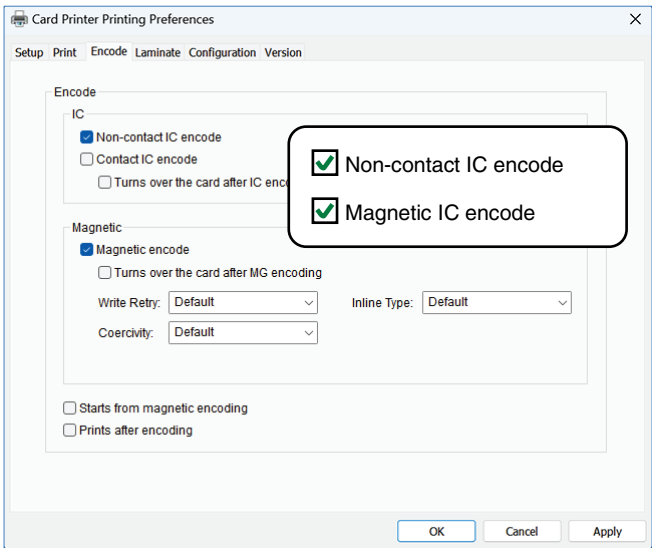 Card Printer Printing Preferences
Setup Print Encode Laminate Configuration Version
Encode
IC
Non-contact IC encode
Contact IC encode
Turns over the card after IC
Non-contact IC encode
Magnetic IC encode
Magnetic
Magnetic encode
Turns over the card after MG encoding
Write Retry: Default Inline Type: Default
Coercivity: Default
Starts from magnetic encoding
Prints after encoding
OK Cancel Apply